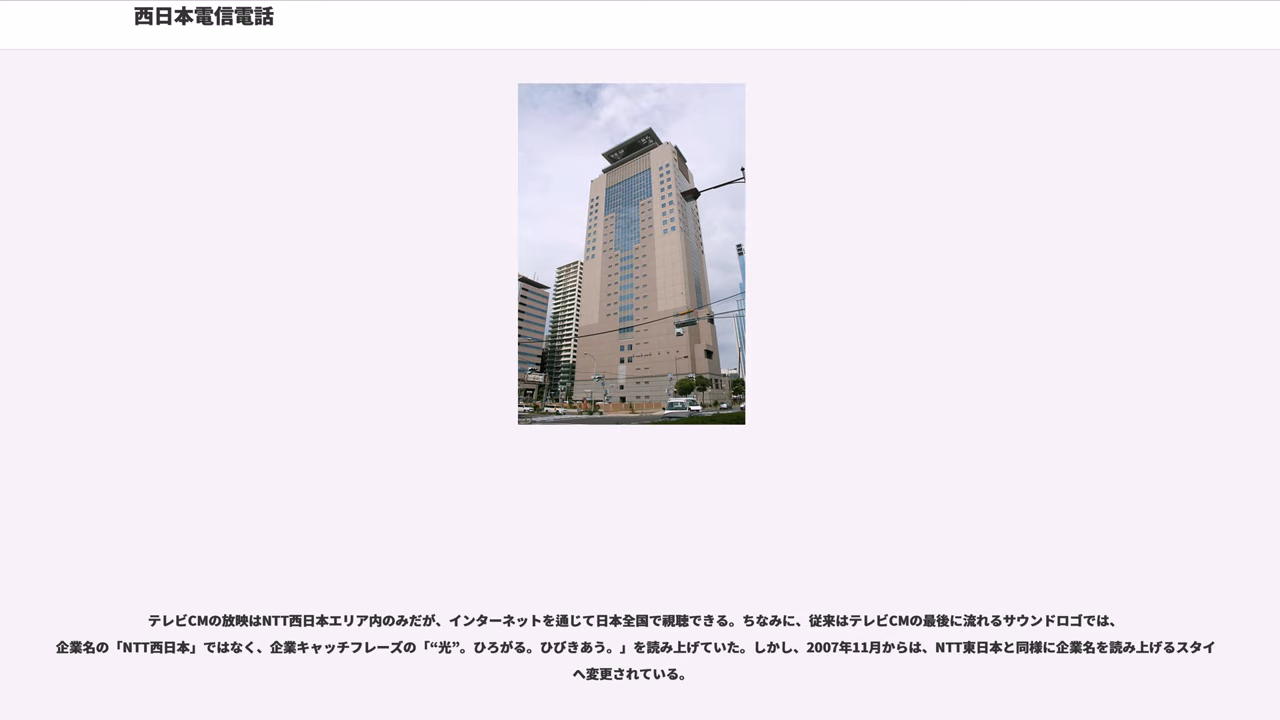 西日本電信電話
テレビCMの放映はNTT西日本エリア内のみだが、インターネットを通じて日本全国で視聴できる。ちなみに、従来はテレビCMの最後に流れるサウンドロゴでは、
企業名の「NTT西日本」ではなく、企業キャッチフレーズの「“光”。ひろがる。ひびきあう。」を読み上げていた。しかし、2007年11月からは、NTT東日本と同様に企業名を読み上げるスタイ
へ変更されている。